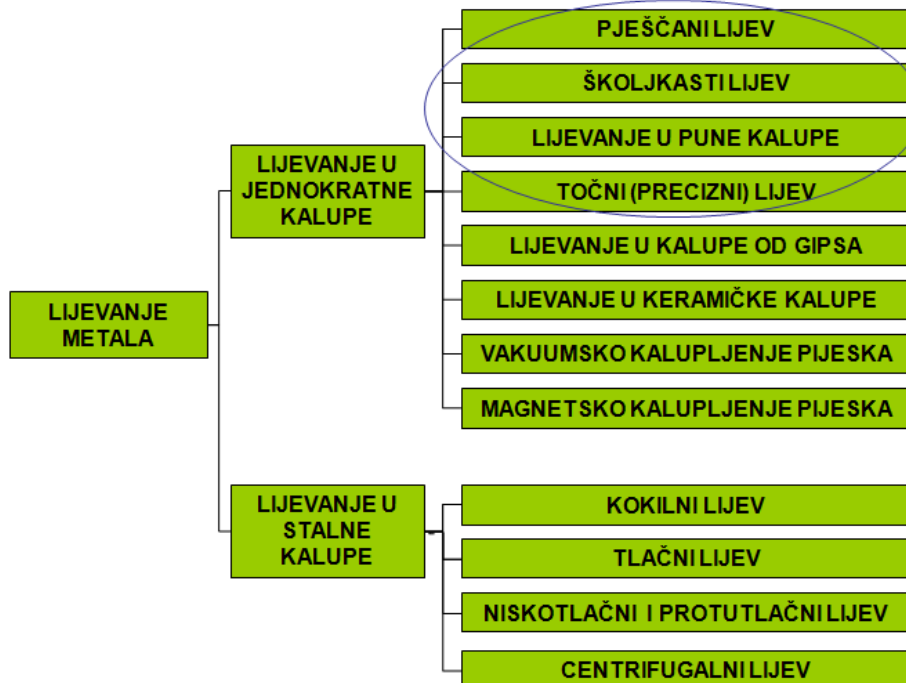 PJEŠČANI LIJEV
ŠKOLJKASTI LIJEV
LIJEVANJE U PUNE KALUPE
TOČNI (PRECIZNI) LIJEV
LIJEVANJE U KALUPE OD GIPSA
LIJEVANJE U KERAMIČKE KALUPE
VAKUUMSKO KALUPLJENJE PIJESKA
MAGNETSKO KALUPLJENJE PIJESKA
LIJEVANJE U
JEDNOKRATNE
KALUPE
LIJEVANJE
METALA
LIJEVANJE U
STALNE
KALUPE
KOKILNI LIJEV
TLAČNI LIJEV
NISKOTLAČNI I PROTUTLAČNI LIJEV
CENTRIFUGALNI LIJEV